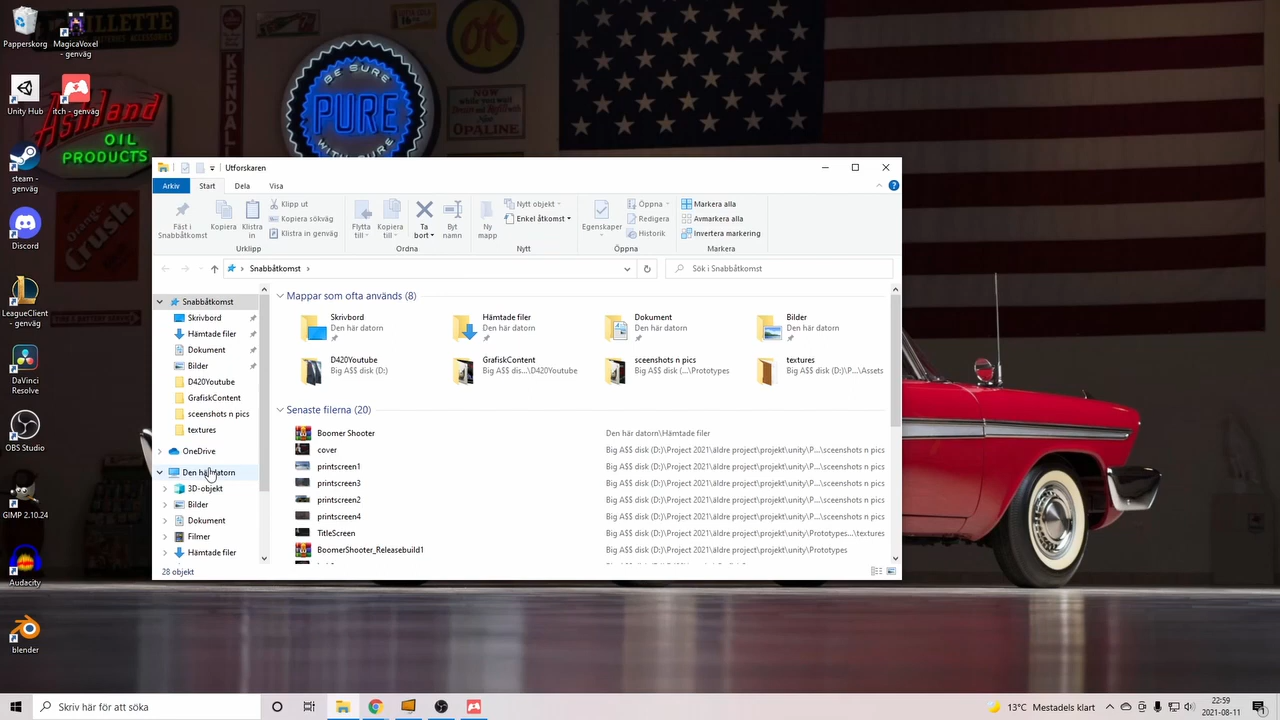 Papperskorg
MagicaVoxel
- genväg
Unity Hub
itch - genväg
steam -
genväg
Discord
LeagueClient
- genväg
DaVinci
Resolve
OBS Studio
GIMP 2.10.24
Audacity
blender
Ashland
OIL
PRODUCTS
KENDALL
BE SURE
PURE
WITH SURE
NOW
OPALINE
Crush
Utforskaren
Arkiv Start Dela Visa
Fäst i
Snabbåtkomst
Kopiera
Klistra
in
Klipp ut
Kopiera sökväg
Klistra in genväg
Urklipp
Flytta
till
Kopiera
till
Ta
bort
Byt
namn
Ordna
Ny
mapp
Nytt objekt
Enkel åtkomst
Nytt
Egenskaper
Öppna
Redigera
Historik
Öppna
Markera alla
Avmarkera alla
Invertera markering
Markera
Snabbåtkomst
Sök i Snabbåtkomst
Snabbåtkomst
Skrivbord
Hämtade filer
Dokument
Bilder
D420Youtube
GrafiskContent
sceenshots n pics
textures
OneDrive
Den här datorn
3D-objekt
Bilder
Dokument
Filmer
Hämtade filer
Mappar som ofta används (8)
Skrivbord
Den här datorn
Hämtade filer
Den här datorn
Dokument
Den här datorn
Bilder
Den här datorn
D420Youtube
Big A$$ disk (D:)
GrafiskContent
Big A$$ dis...\D420Youtube
sceenshots n pics
Big A$$ disk (...\Prototypes
textures
Big A$$ disk (D:)\P...\Assets
Senaste filerna (20)
Boomer Shooter Den här datorn\Hämtade filer
cover Big A$$ disk (D:)\Project 2021\äldre projekt\unity\P...\sceenshots n pics
printscreen1 Big A$$ disk (D:)\Project 2021\äldre projekt\unity\P...\sceenshots n pics
printscreen3 Big A$$ disk (D:)\Project 2021\äldre projekt\unity\P...\sceenshots n pics
printscreen2 Big A$$ disk (D:)\Project 2021\äldre projekt\unity\P...\sceenshots n pics
printscreen4 Big A$$ disk (D:)\Project 2021\äldre projekt\unity\P...\sceenshots n pics
TitleScreen Big A$$ disk (D:)\Project 2021\äldre projekt\unity\Prototypes...\textures
BoomerShooter_Releasebuild1 Big A$$ disk (D:)\Project 2021\äldre projekt\unity\Prototypes
28 objekt
Skriv här för att söka
13°C Mestadels klart
22:59
2021-08-11